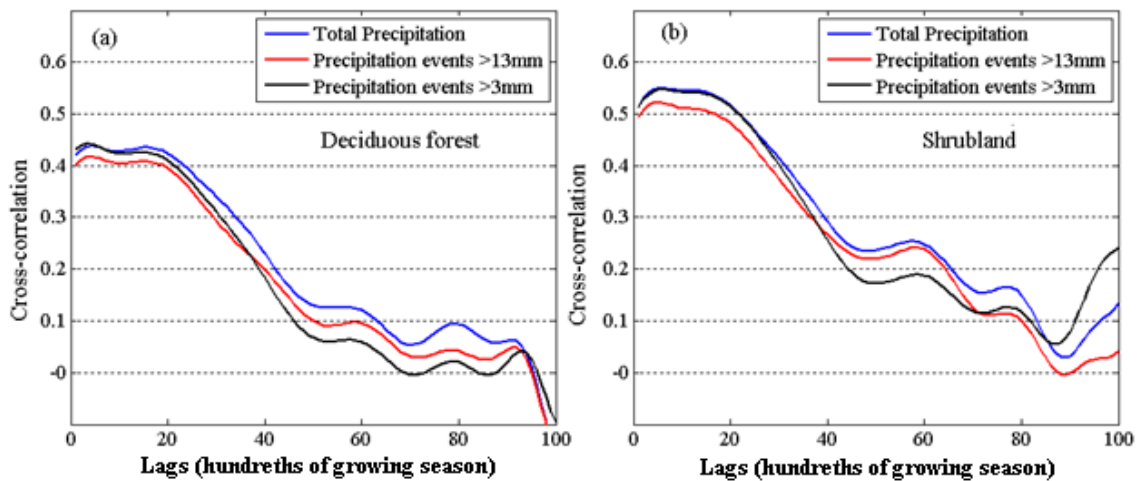 (a)
Total Precipitation
Precipitation events >13mm
Precipitation events >3mm
Deciduous forest
Cross-correlation
0.6
0.5
0.4
0.3
0.2
0.1
-0
0
20
40
60
80
100
Lags (hundreths of growing season)
(b)
Total Precipitation
Precipitation events >13mm
Precipitation events >3mm
Shrubland
Cross-correlation
0.6
0.5
0.4
0.3
0.2
0.1
-0
0
20
40
60
80
100
Lags (hundreths of growing season)